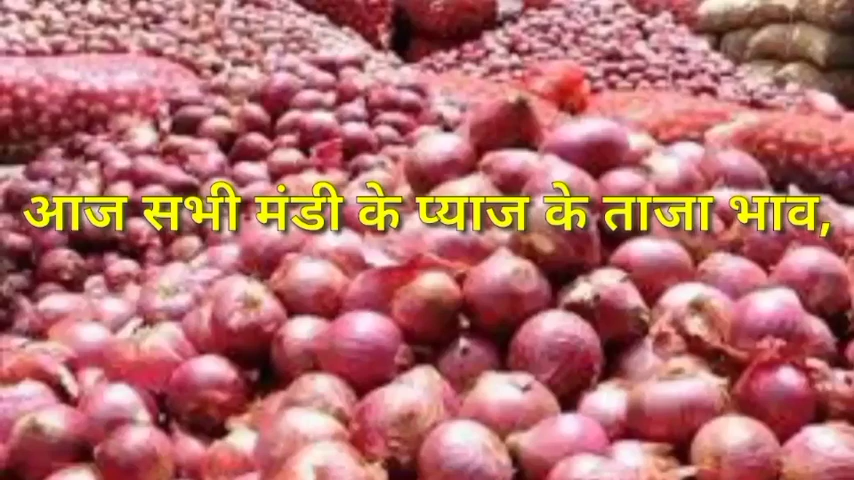 आज सभी मंडी के प्याज के ताजा भाव,